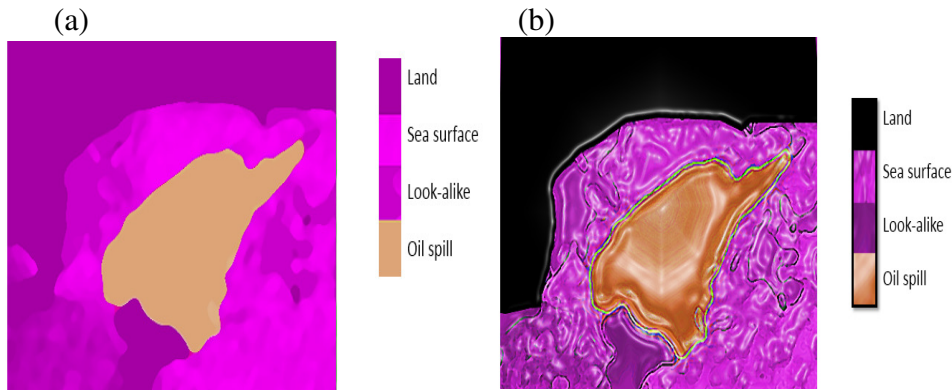 (a)
Land
Sea surface
Look-alike
Oil spill
(b)
Land
Sea surface
Look-alike
Oil spill